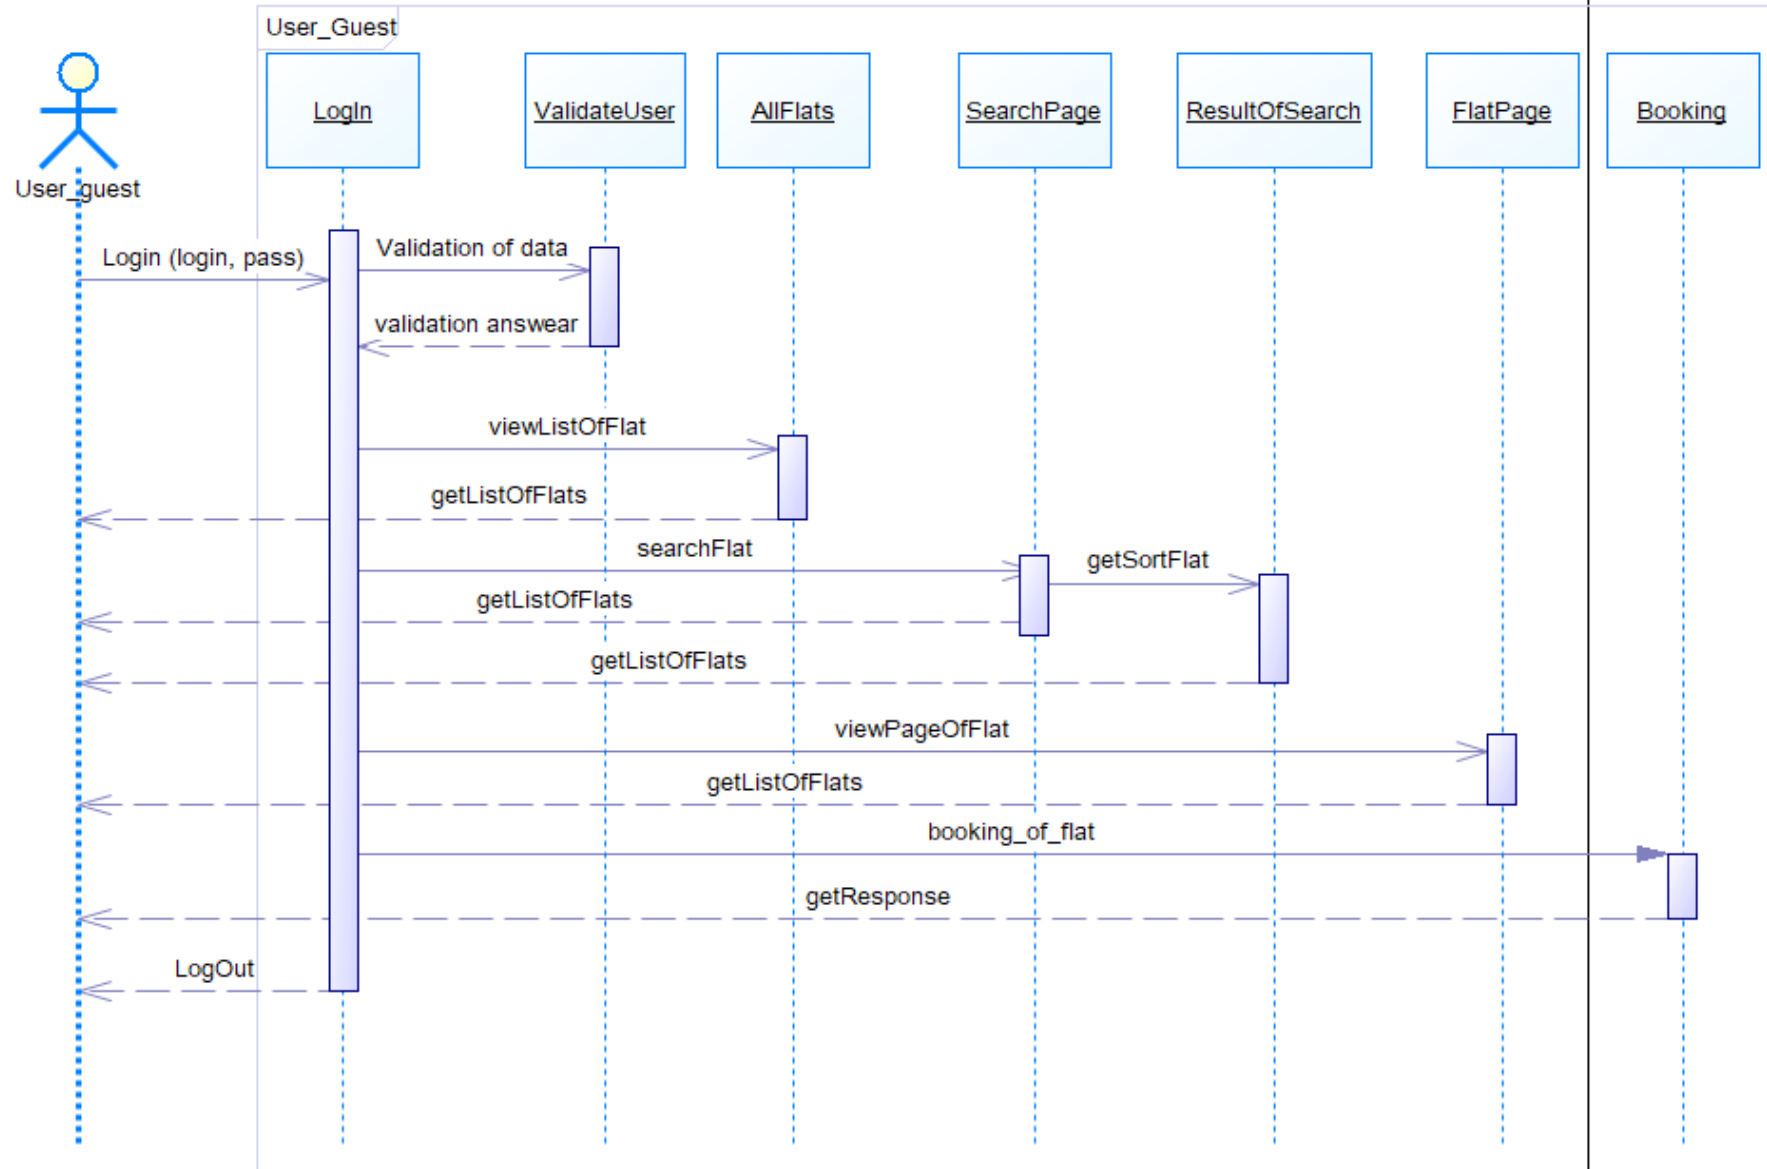 User_Guest
LogIn
ValidateUser
AllFlats
SearchPage
ResultOfSearch
FlatPage
Booking
User_guest
Login (login, pass)
Validation of data
validation answear
viewListOfFlat
getListOfFlats
searchFlat
getSortFlat
getListOfFlats
getListOfFlats
viewPageOfFlat
getListOfFlats
booking_of_flat
getResponse
LogOut